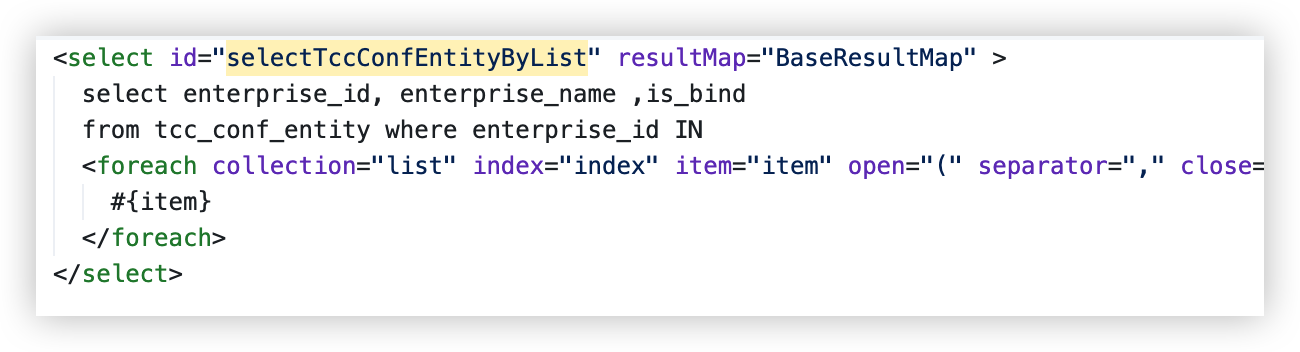 <select id="selectTccConfEntityByList" resultMap="BaseResultMap" >
select enterprise_id, enterprise_name ,is_bind
from tcc_conf_entity where enterprise_id IN
<foreach collection="list" index="index" item="item" open="(" separator="," close=
#{item}
</foreach>
</select>